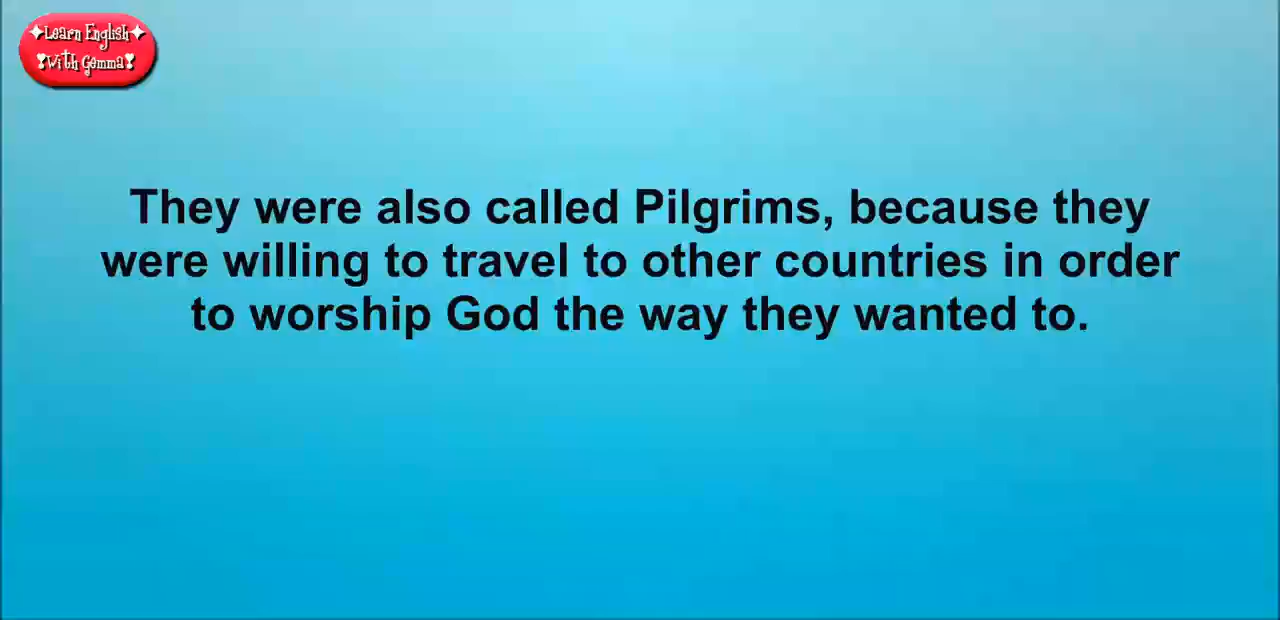 ✦Learn English✦
❣With Gemma❣
They were also called Pilgrims, because they
were willing to travel to other countries in order
to worship God the way they wanted to.